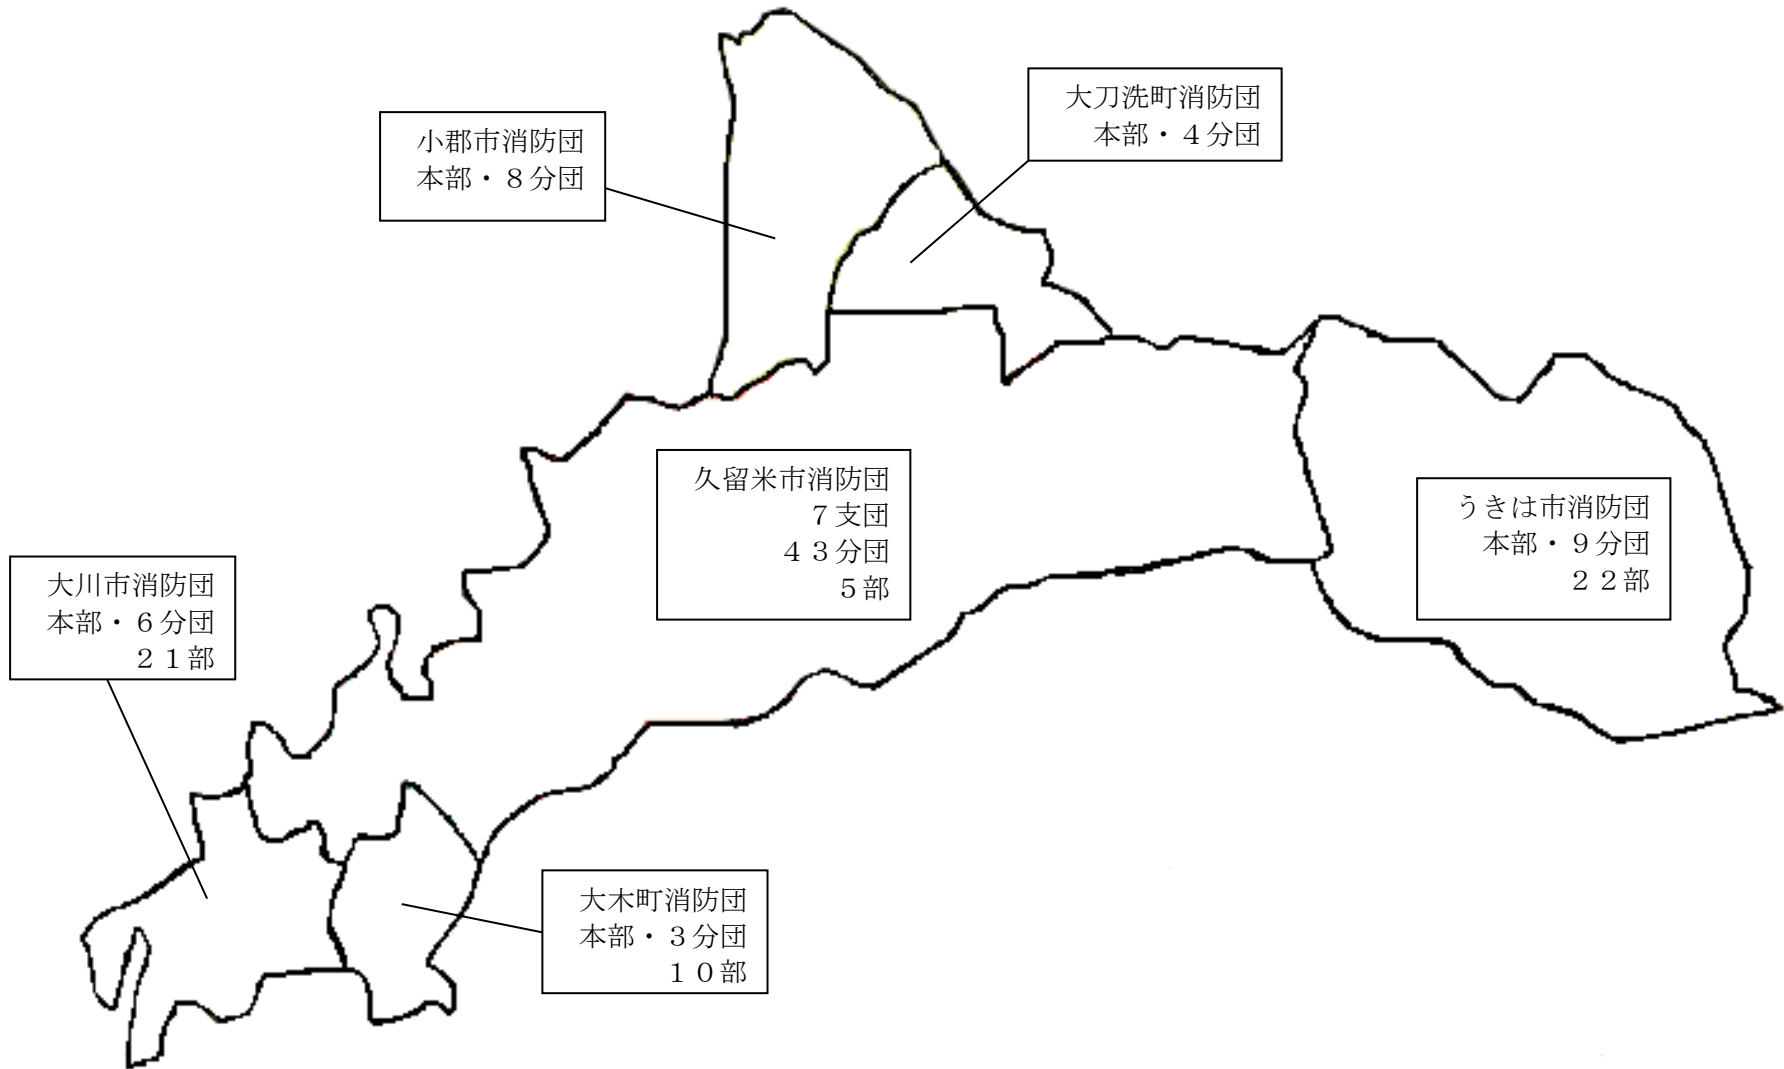 大刀洗町消防団
本部・４分団
小郡市消防団
本部・８分団
久留米市消防団
７支団
４３分団
５部
うきは市消防団
本部・９分団
２２部
大川市消防団
本部・６分団
２１部
大木町消防団
本部・３分団
１０部